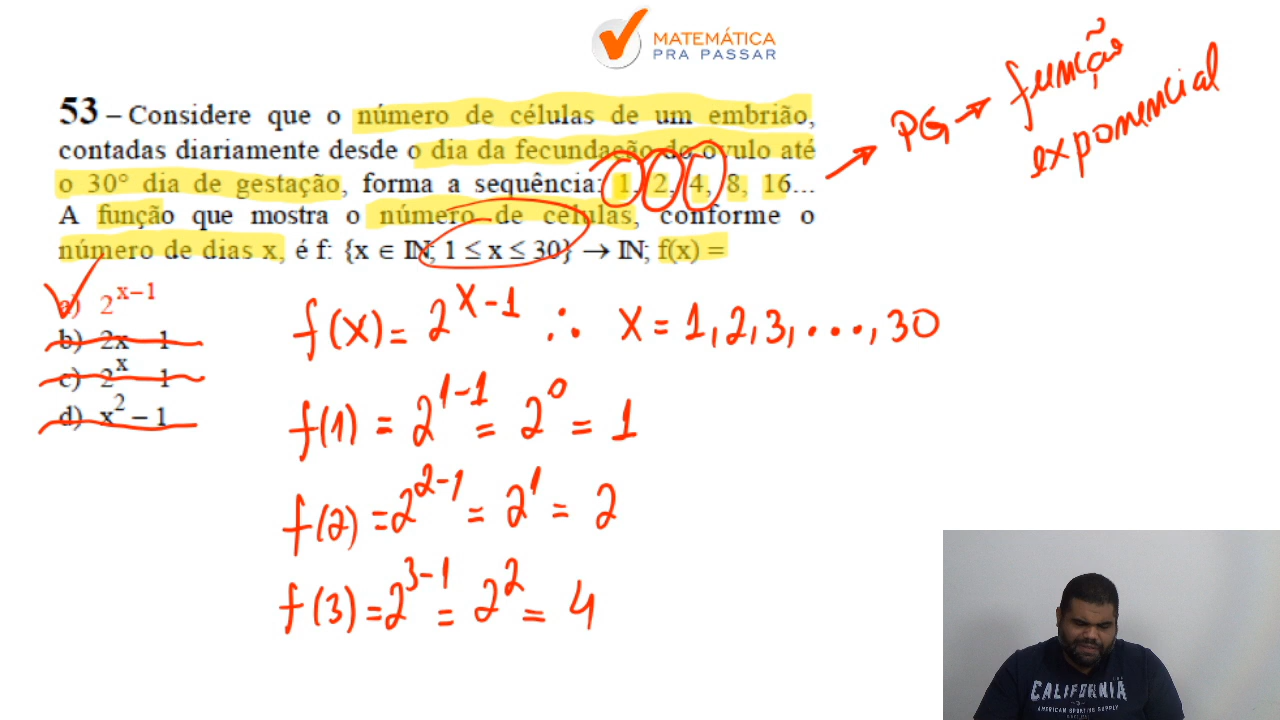 MATEMÁTICA
PRA PASSAR
53 – Considere que o número de células de um embrião,
contadas diariamente desde o dia da fecundação do óvulo até
o 30° dia de gestação, forma a sequência: 1, 2, 4, 8, 16...
A função que mostra o número de células, conforme o
número de dias x, é f: {x ∈ IN; 1 ≤ x ≤ 30} → IN; f(x) =
→ PG → função
exponencial
a) 2^{x−1}
b) 2x − 1
c) 2^x − 1
d) x² − 1
f(x) = 2^{x−1} ∴ x = 1, 2, 3, ..., 30
f(1) = 2^{1−1} = 2^0 = 1
f(2) = 2^{2−1} = 2^1 = 2
f(3) = 2^{3−1} = 2^2 = 4
CALIFORNIA
AMERICAN SPORTING SUPPLY